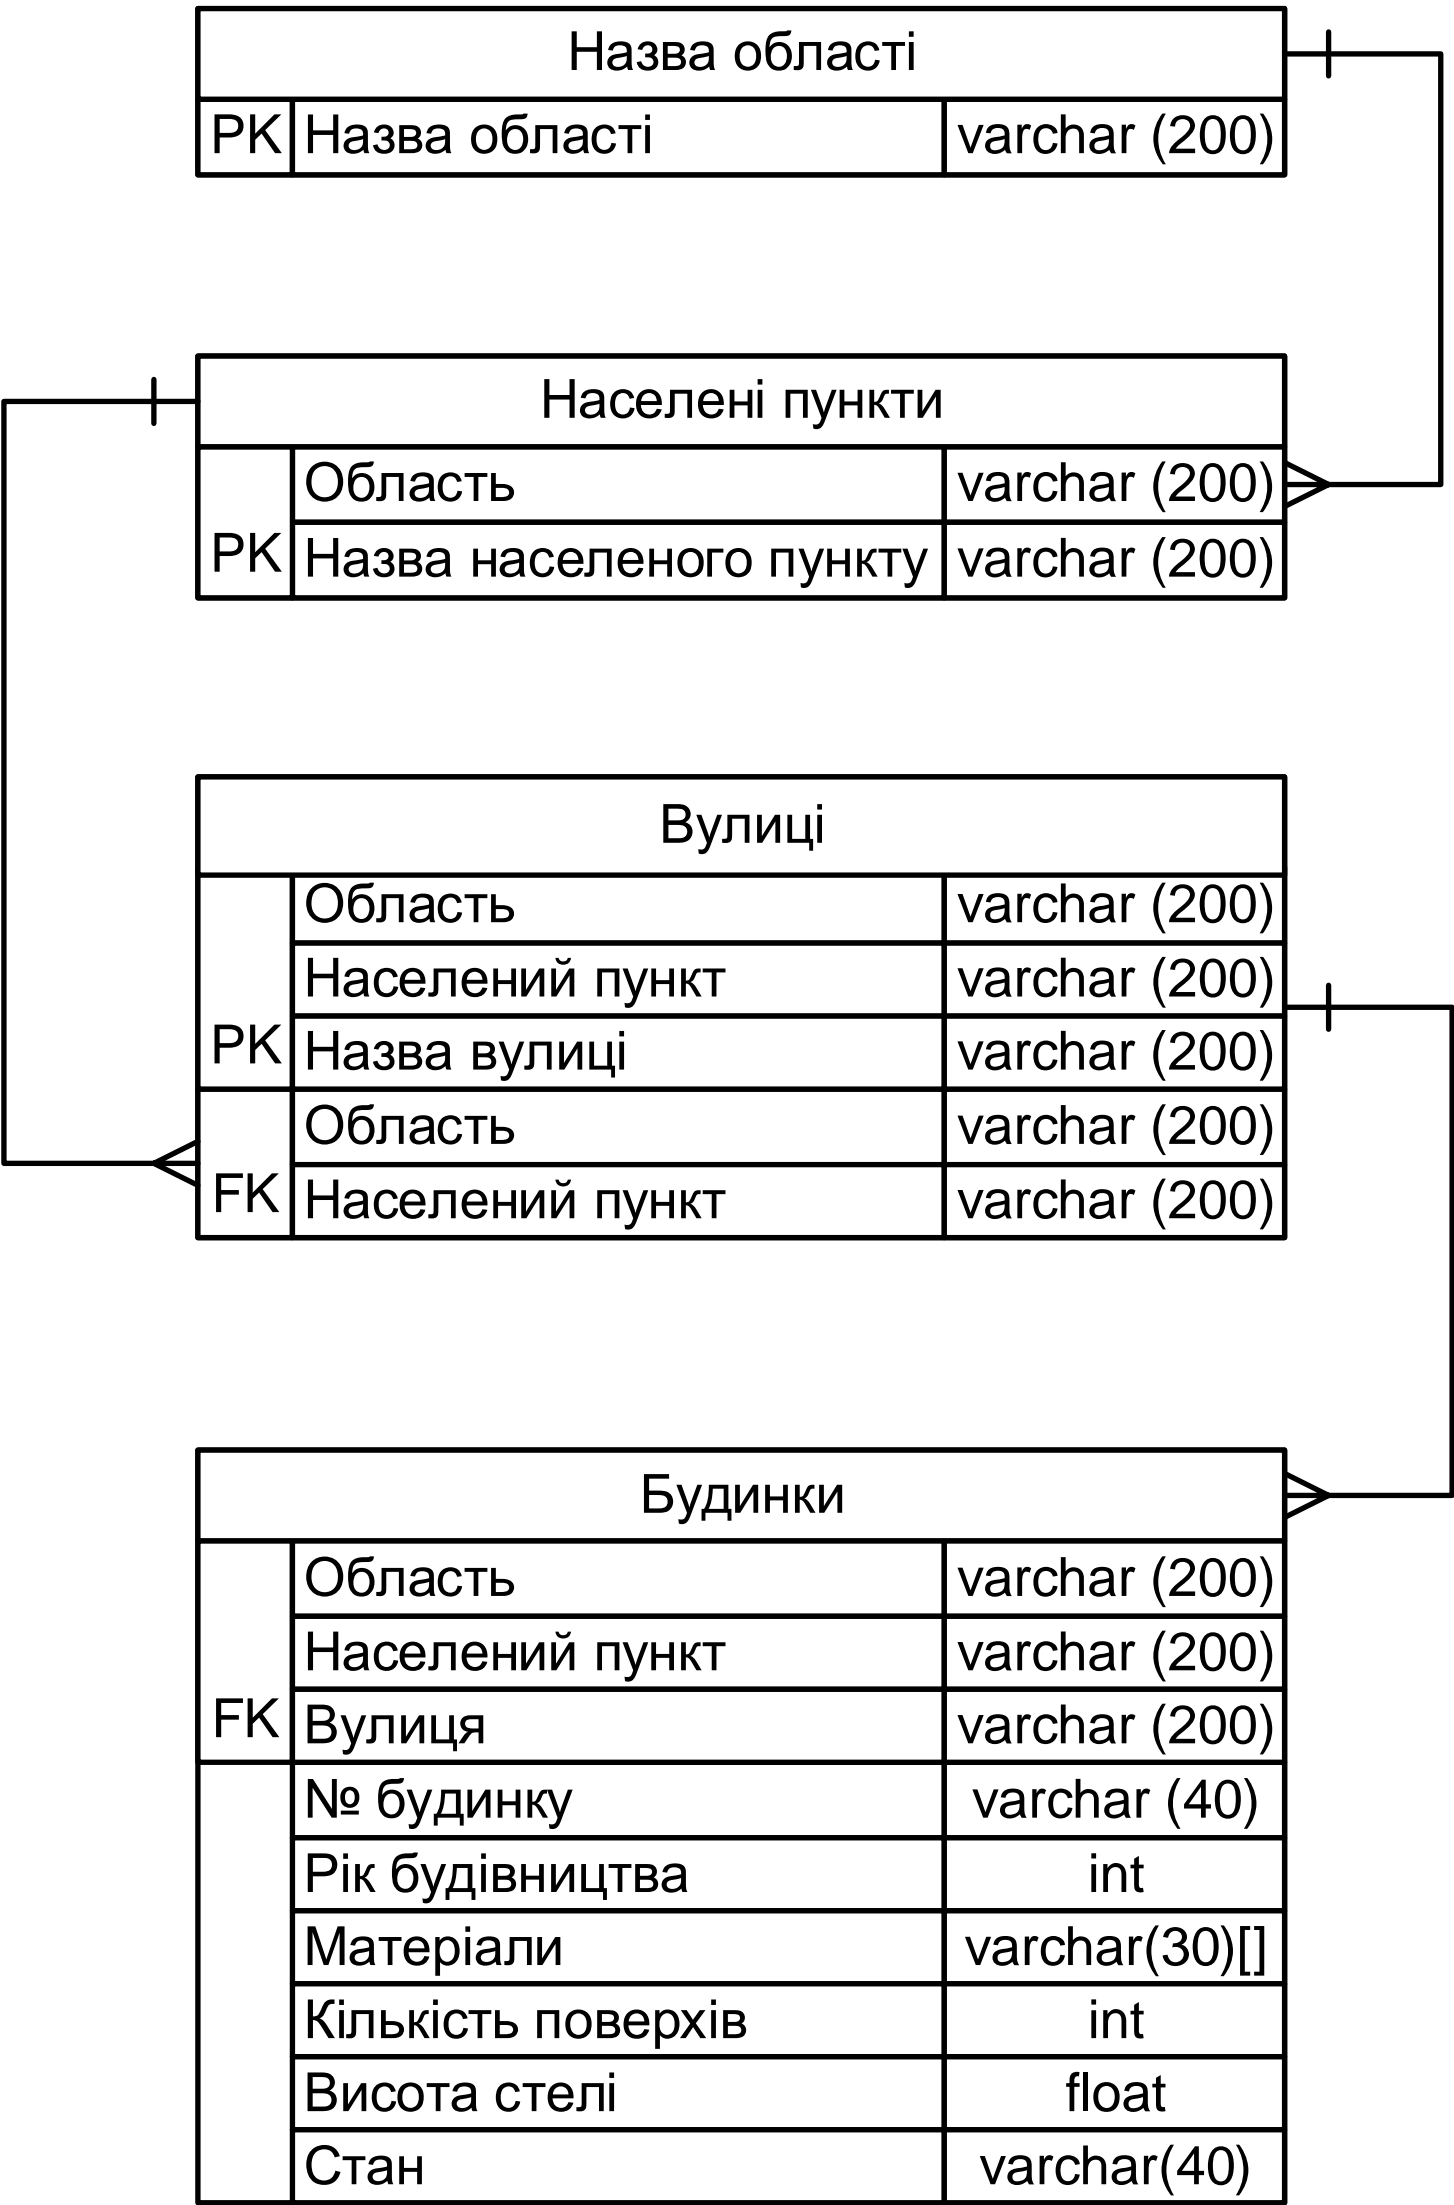 Назва області
PK Назва області varchar (200)
Населені пункти
Область varchar (200)
PK Назва населеного пункту varchar (200)
Вулиці
Область varchar (200)
Населений пункт varchar (200)
PK Назва вулиці varchar (200)
Область varchar (200)
FK Населений пункт varchar (200)
Будинки
Область varchar (200)
Населений пункт varchar (200)
FK Вулиця varchar (200)
№ будинку varchar (40)
Рік будівництва int
Матеріали varchar(30)[]
Кількість поверхів int
Висота стелі float
Стан varchar(40)